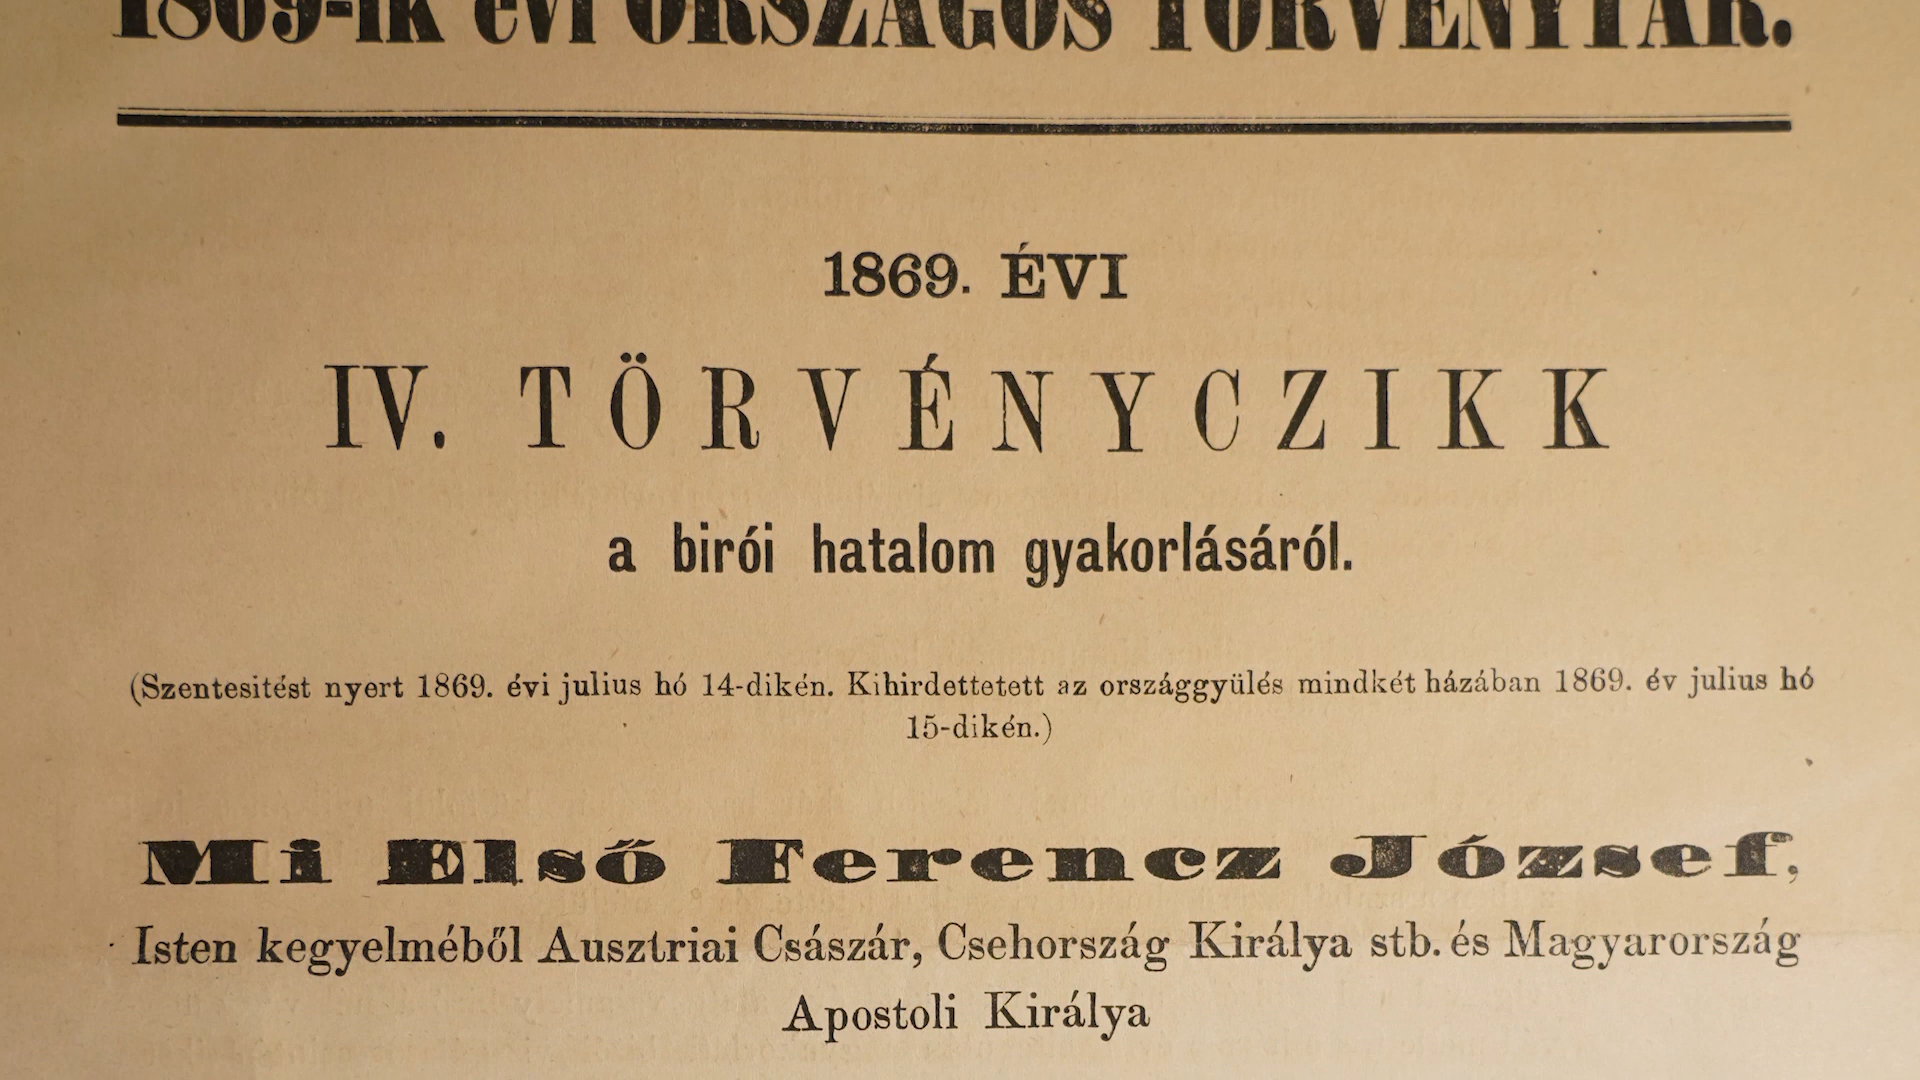 1869-ik évi ORSZÁGOS TÖRVÉNYTÁR.
1869. ÉVI
IV. TÖRVÉNYCZIKK
a birói hatalom gyakorlásáról.
(Szentesitést nyert 1869. évi julius hó 14-dikén. Kihirdettetett az országgyülés mindkét házában 1869. év julius hó
15-dikén.)
Mi Első Ferencz József,
Isten kegyelméből Ausztriai Császár, Csehország Királya stb. és Magyarország
Apostoli Királya